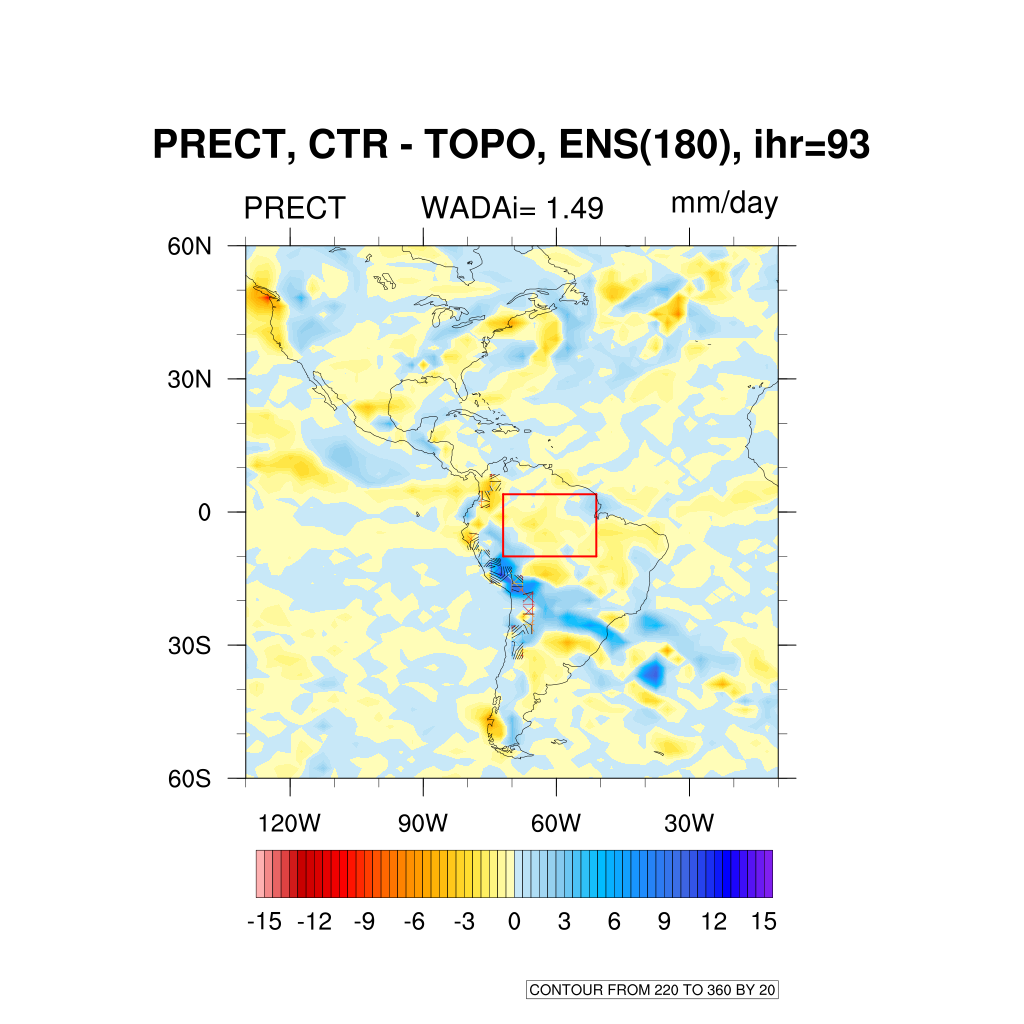 PRECT, CTR - TOPO, ENS(180), ihr=93
PRECT WADAi= 1.49 mm/day
60N
30N
0
30S
60S
120W 90W 60W 30W
-15 -12 -9 -6 -3 0 3 6 9 12 15
CONTOUR FROM 220 TO 360 BY 20